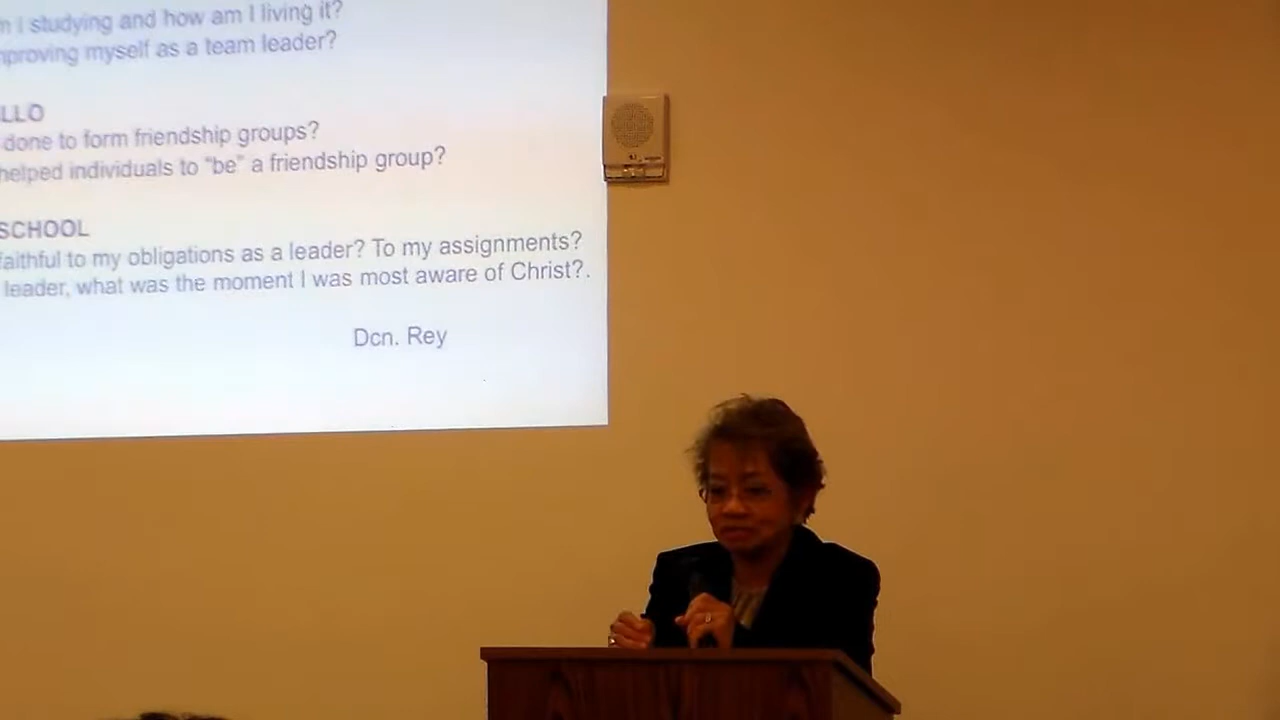 m I studying and how am I living it?
mproving myself as a team leader?
LLO
done to form friendship groups?
helped individuals to “be” a friendship group?
SCHOOL
faithful to my obligations as a leader? To my assignments?
leader, what was the moment I was most aware of Christ?.
Dcn. Rey